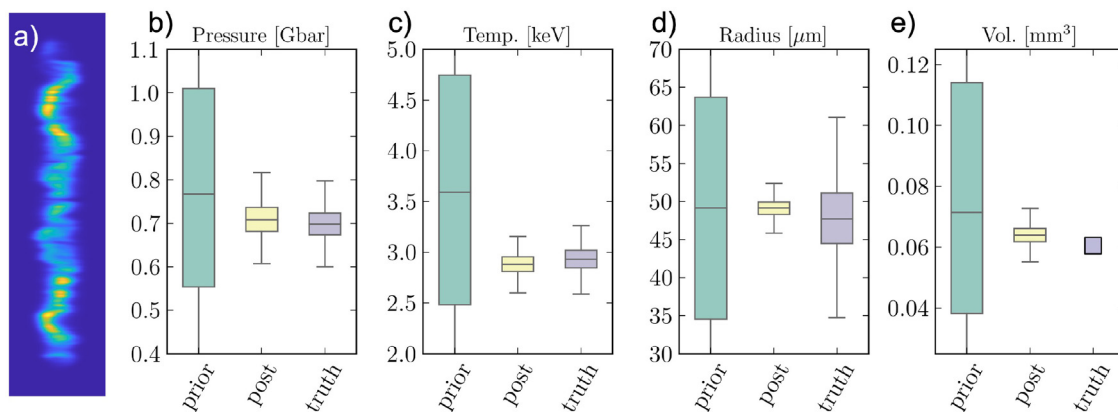 a)
b)
Pressure [Gbar]
1.1
1.0
0.9
0.8
0.7
0.6
0.5
0.4
prior
post
truth
c)
Temp. [keV]
5.0
4.5
4.0
3.5
3.0
2.5
2.0
prior
post
truth
d)
Radius [μm]
70
65
60
55
50
45
40
35
30
prior
post
truth
e)
Vol. [mm³]
0.12
0.10
0.08
0.06
0.04
prior
post
truth